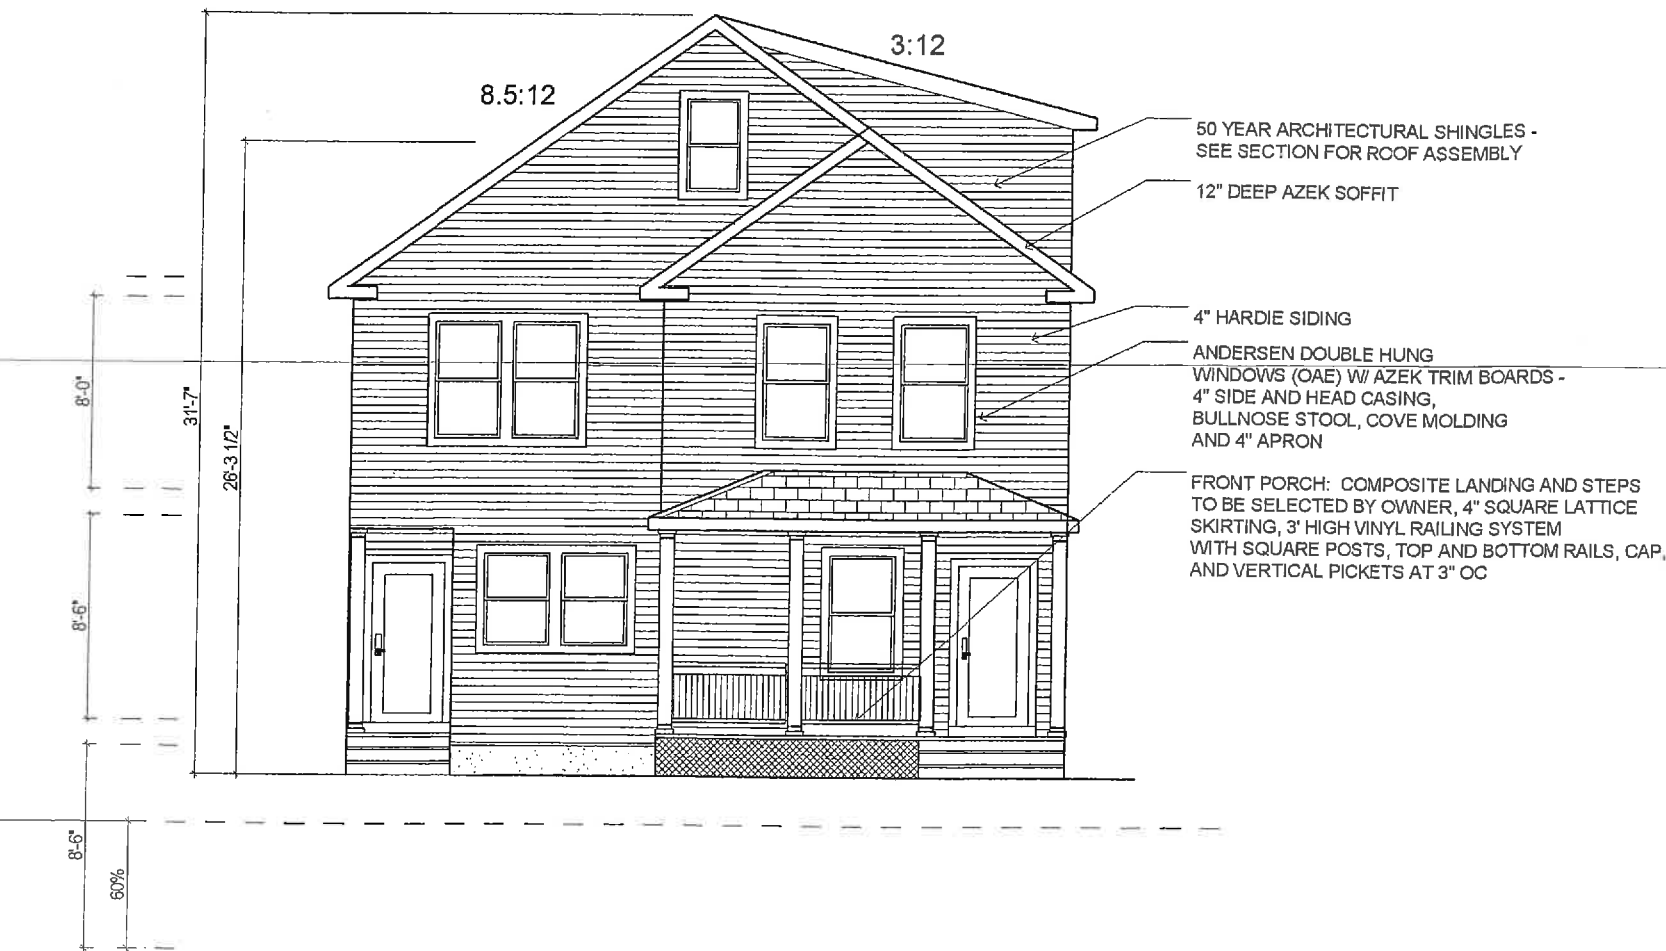 3:12
8.5:12
50 YEAR ARCHITECTURAL SHINGLES -
SEE SECTION FOR ROOF ASSEMBLY
12" DEEP AZEK SOFFIT
4" HARDIE SIDING
ANDERSEN DOUBLE HUNG
WINDOWS (OAE) W/ AZEK TRIM BOARDS -
4" SIDE AND HEAD CASING,
BULLNOSE STOOL, COVE MOLDING
AND 4" APRON
FRONT PORCH: COMPOSITE LANDING AND STEPS
TO BE SELECTED BY OWNER, 4" SQUARE LATTICE
SKIRTING, 3' HIGH VINYL RAILING SYSTEM
WITH SQUARE POSTS, TOP AND BOTTOM RAILS, CAP,
AND VERTICAL PICKETS AT 3" OC
8'-0"
31'-7"
26'-3 1/2"
8'-6"
8'-6"
60%